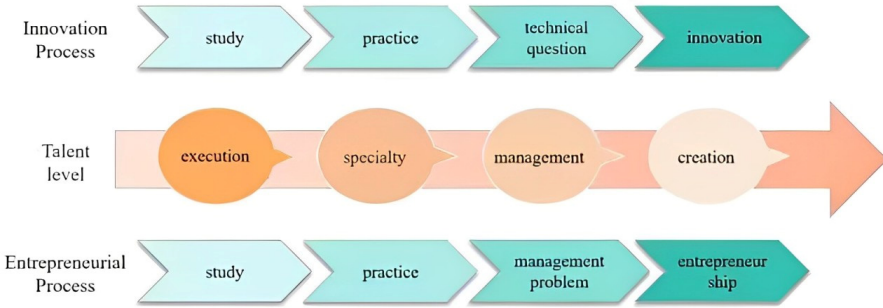 Innovation
Process
study
practice
technical
question
innovation
Talent
level
execution
specialty
management
creation
Entrepreneurial
Process
study
practice
management
problem
entrepreneur
ship